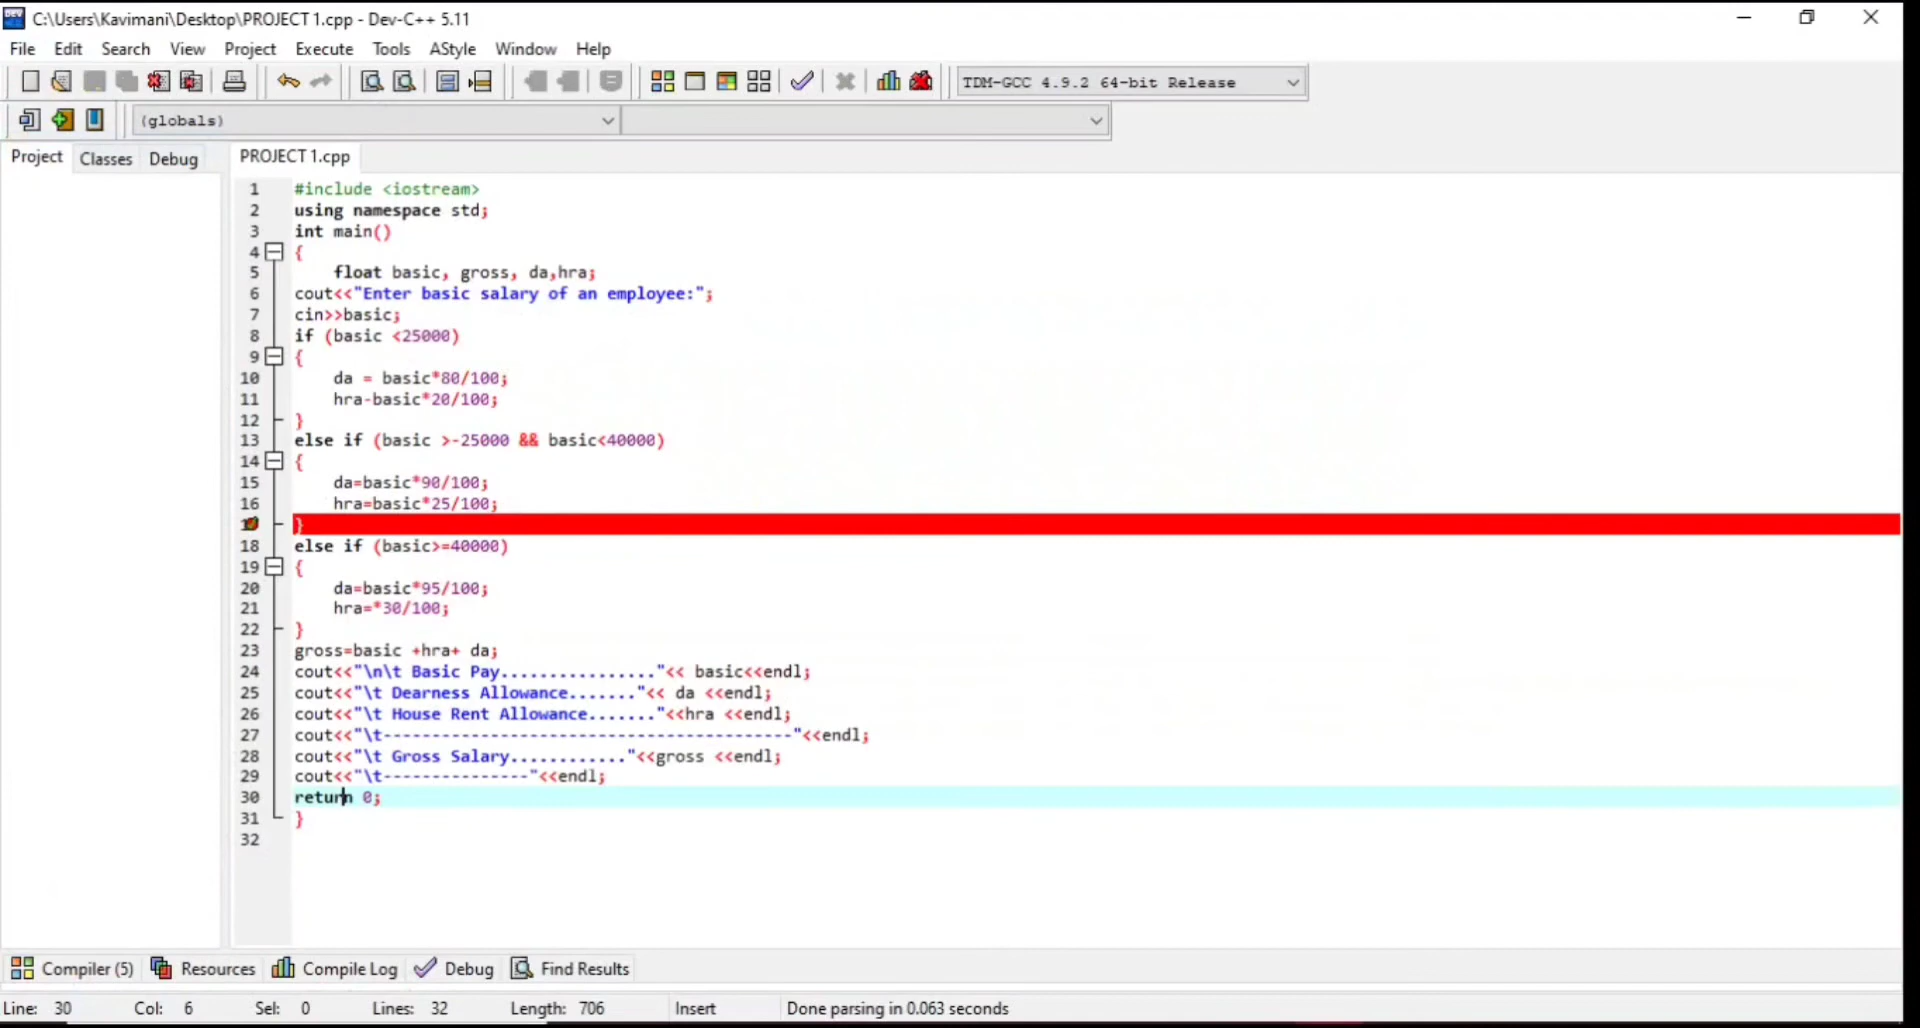 C:\Users\Kavimani\Desktop\PROJECT 1.cpp - Dev-C++ 5.11
File Edit Search View Project Execute Tools AStyle Window Help
TDM-GCC 4.9.2 64-bit Release
(globals)
Project Classes Debug PROJECT 1.cpp
1 #include <iostream>
2 using namespace std;
3 int main()
4 {
5 float basic, gross, da,hra;
6 cout<<"Enter basic salary of an employee:";
7 cin>>basic;
8 if (basic <25000)
9 {
10 da = basic*80/100;
11 hra-basic*20/100;
12 }
13 else if (basic >-25000 && basic<40000)
14 {
15 da=basic*90/100;
16 hra=basic*25/100;
}
18 else if (basic>=40000)
19 {
20 da=basic*95/100;
21 hra=*30/100;
22 }
23 gross=basic +hra+ da;
24 cout<<"\n\t Basic Pay................"<< basic<<endl;
25 cout<<"\t Dearness Allowance......."<< da <<endl;
26 cout<<"\t House Rent Allowance......."<<hra <<endl;
27 cout<<"\t------------------------------------------"<<endl;
28 cout<<"\t Gross Salary............"<<gross <<endl;
29 cout<<"\t---------------"<<endl;
30 return 0;
31 }
32
Compiler (5) Resources Compile Log Debug Find Results
Line: 30 Col: 6 Sel: 0 Lines: 32 Length: 706 Insert Done parsing in 0.063 seconds